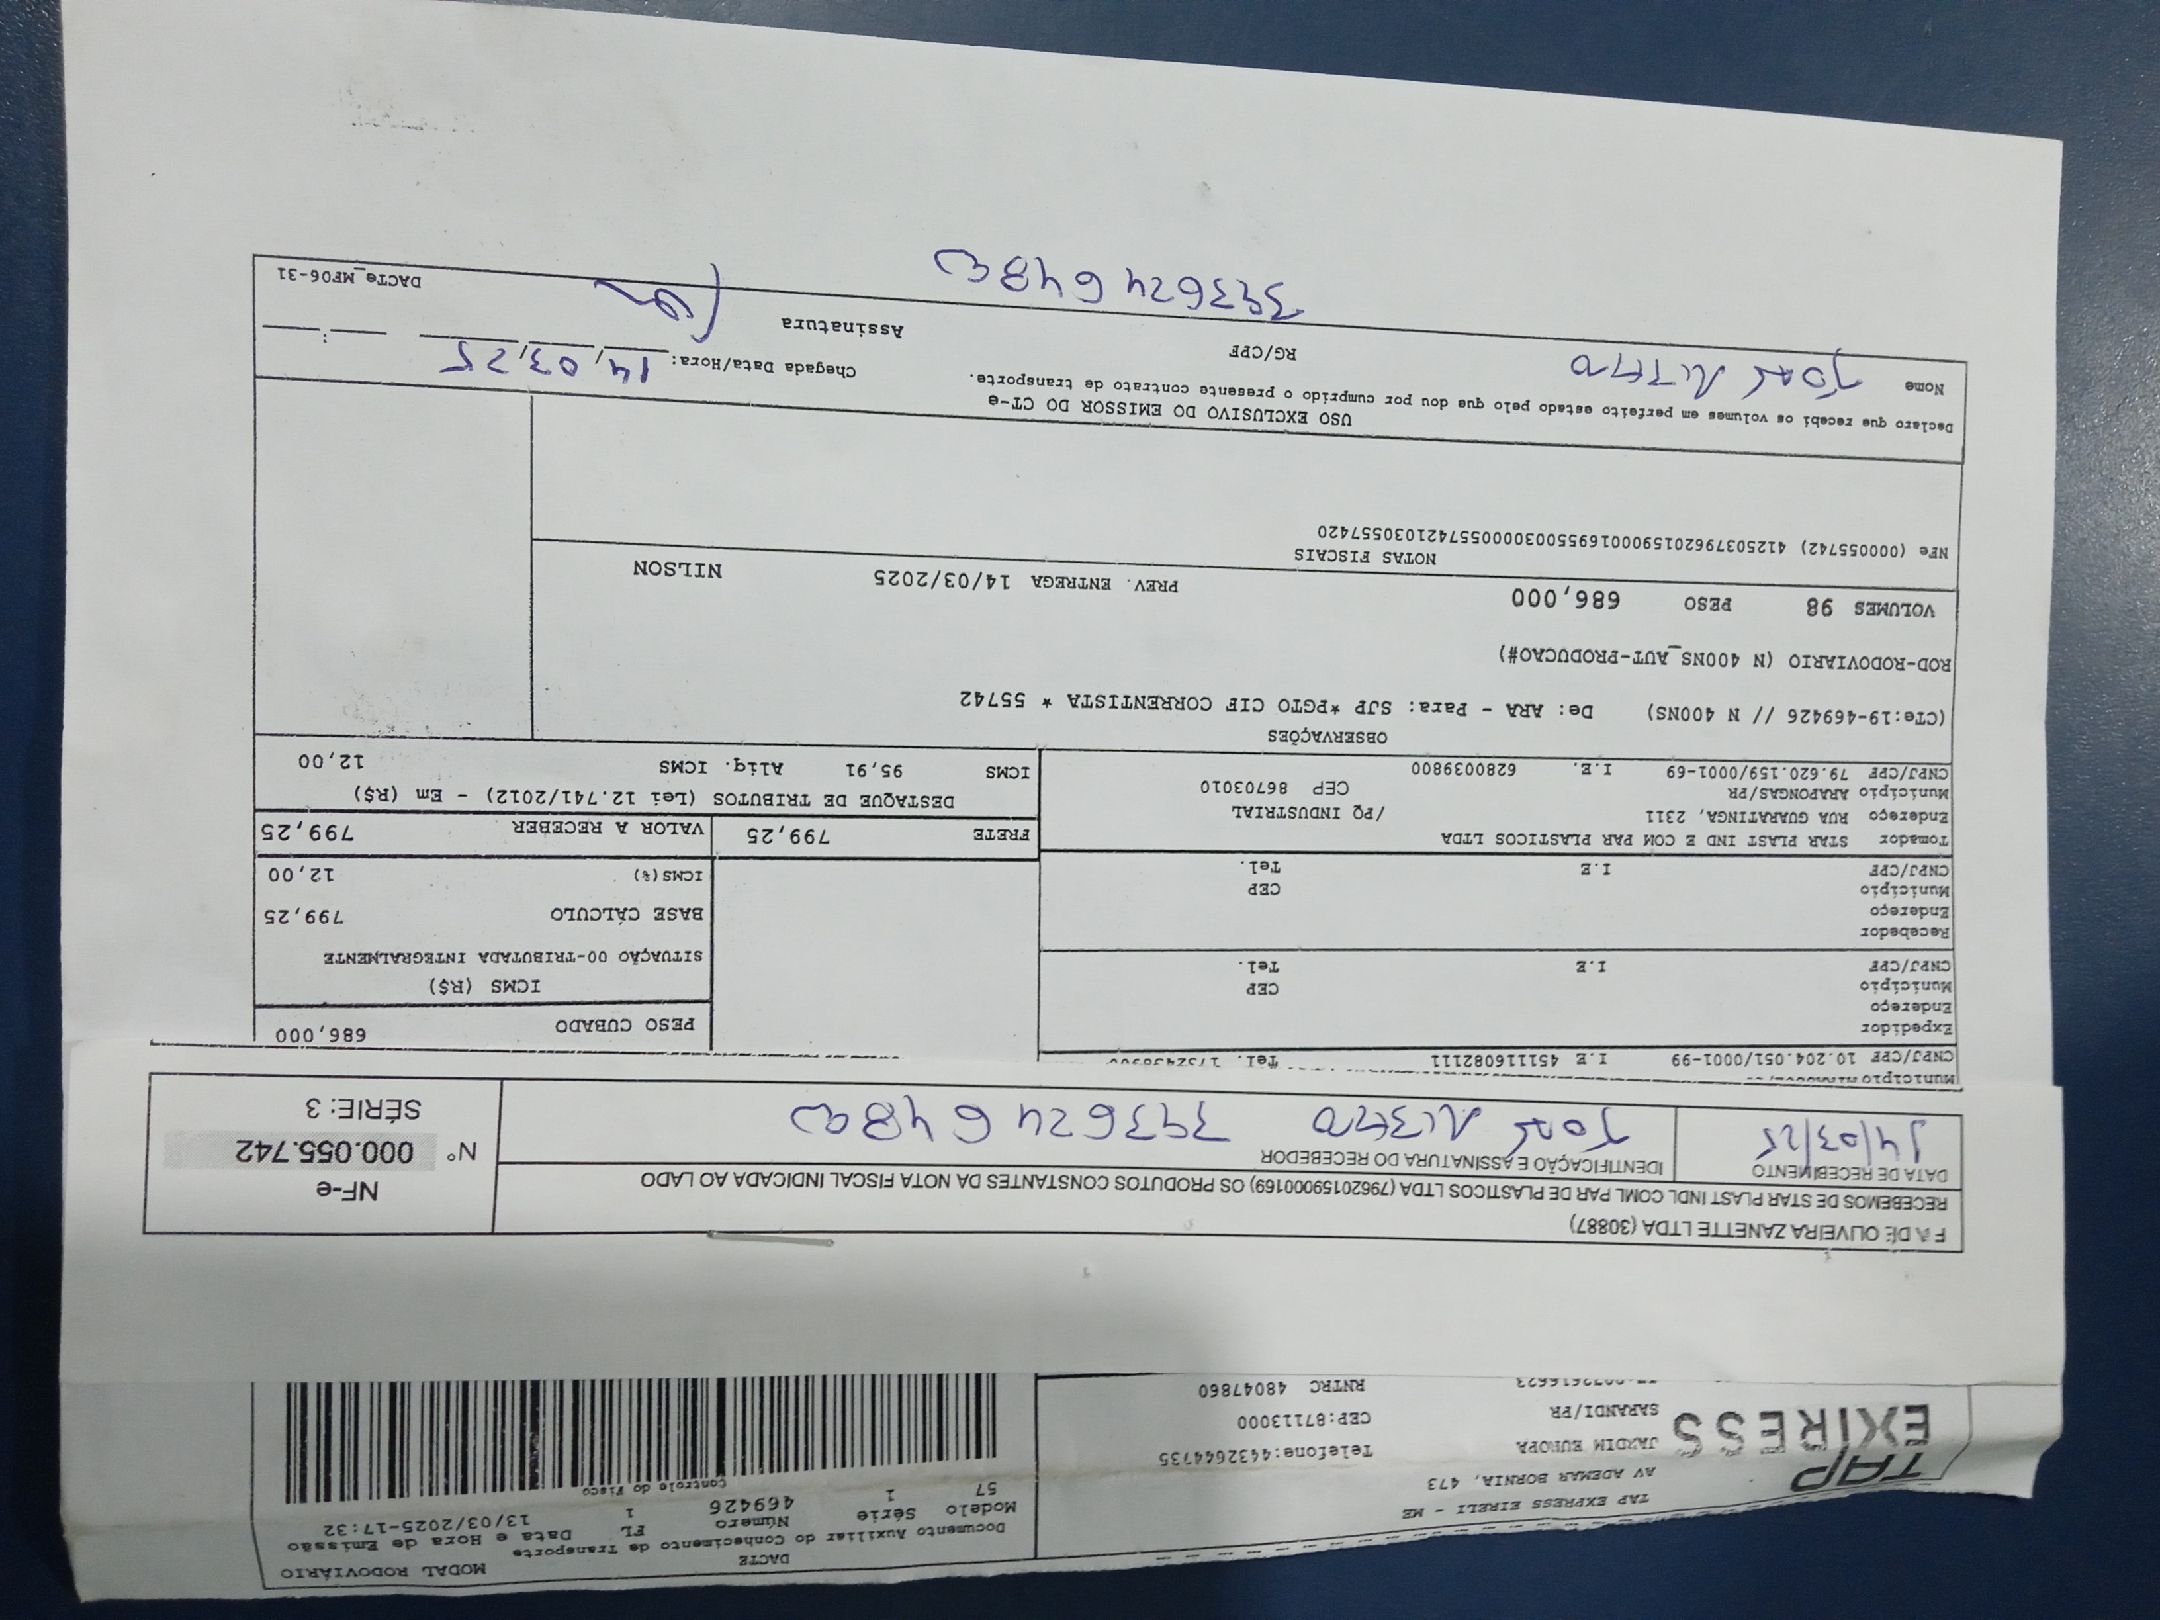 TAP
EXPRESS
TAP EXPRESS EIRELI - ME
AV ADEMAR BORNIA, 473
JARDIM EUROPA Telefone:4432644735
SARANDI/PR CEP:87113000
RNTRC 48047860
DACTE MODAL RODOVIÁRIO
Documento Auxiliar do Conhecimento de Transporte
Modelo Série Número FL Data e Hora de Emissão
57 1 469426 1 13/03/2025-17:32
Controle do Fisco
F A DE OLIVEIRA ZANETTE LTDA (30887)
RECEBEMOS DE STAR PLAST INDL COML PAR DE PLASTICOS LTDA (79620159000169) OS PRODUTOS CONSTANTES DA NOTA FISCAL INDICADA AO LADO
DATA DE RECEBIMENTO
14/03/25
IDENTIFICAÇÃO E ASSINATURA DO RECEBEDOR
NF-e
Nº 000.055.742
SÉRIE: 3
Município
CNPJ/CPF 10.204.051/0001-99 I.E 451116082111 Tel.
Expedidor
Endereço
Município CEP
CNPJ/CPF I.E Tel.
Recebedor
Endereço
Município CEP
CNPJ/CPF I.E Tel.
Tomador STAR PLAST IND E COM PAR PLASTICOS LTDA
Endereço RUA GUARATINGA, 2311 /PQ INDUSTRIAL
Município ARAPONGAS/PR CEP 86703010
CNPJ/CPF 79.620.159/0001-69 I.E. 6280039800
PESO CUBADO 686,000
ICMS (R$)
SITUAÇÃO 00-TRIBUTADA INTEGRALMENTE
BASE CÁLCULO 799,25
ICMS(%) 12,00
FRETE 799,25 VALOR A RECEBER 799,25
DESTAQUE DE TRIBUTOS (Lei 12.741/2012) - Em (R$)
ICMS 95,91 Aliq. ICMS 12,00
OBSERVAÇÕES
(CTe:19-469426 // N 400NS) De: ARA - Para: SJP *PGTO CIF CORRENTISTA * 55742
ROD-RODOVIARIO (N 400NS_AUT-PRODUCAO#)
VOLUMES 98 PESO 686,000 PREV. ENTREGA 14/03/2025 NILSON
NOTAS FISCAIS
NFe (000055742) 41250379620159000169550030000557421030557420
USO EXCLUSIVO DO EMISSOR DO CT-e
Declaro que recebi os volumes em perfeito estado pelo que dou por cumprido o presente contrato de transporte.
Nome RG/CPF Assinatura
Chegada Data/Hora: 14/03/25 :
DACTe_MF06-31